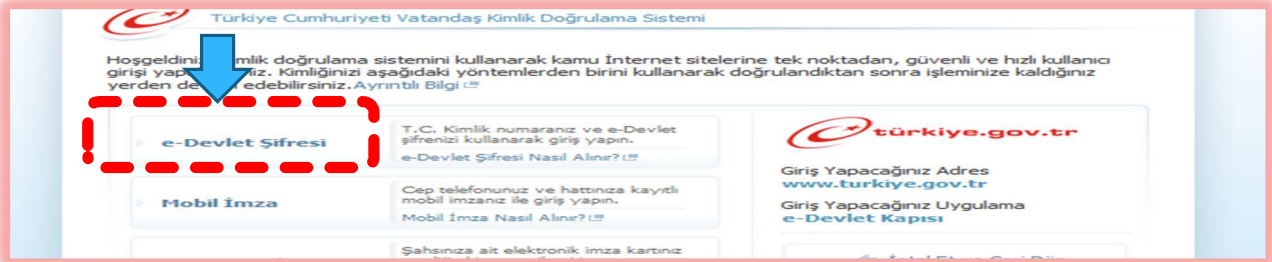 Türkiye Cumhuriyeti Vatandaş Kimlik Doğrulama Sistemi
kimlik doğrulama sistemini kullanarak kamu İnternet sitelerine tek noktadan, güvenli ve hızlı kullanıcı
girişi Kimliğinizi aşağıdaki yöntemlerden birini kullanarak doğrulandıktan sonra işleminize kaldığınız
yerden edebilirsiniz. Ayrıntılı Bilgi
e-Devlet Şifresi
T.C. Kimlik numaranız ve e-Devlet
şifrenizi kullanarak giriş yapın.
e-Devlet Şifresi Nasıl Alınır?
Mobil İmza
Cep telefonunuz ve hattınıza kayıtlı
mobil imzanız ile giriş yapın.
Mobil İmza Nasıl Alınır?
Şahsınıza ait elektronik imza kartınız
türkiye.gov.tr
Giriş Yapacağınız Adres
www.turkiye.gov.tr
Giriş Yapacağınız Uygulama
e-Devlet Kapısı